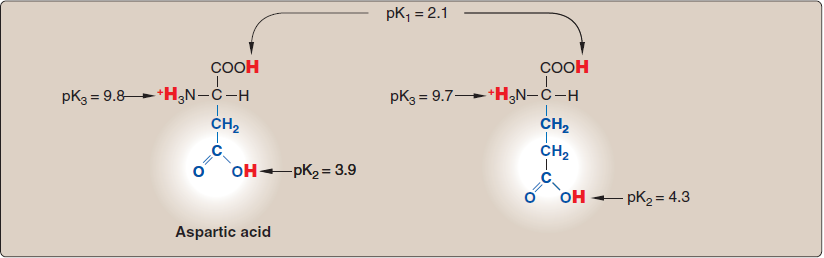 pK₁ = 2.1
COOH
pK₃ = 9.8 ⁺H₃N–C–H
CH₂
C
O OH pK₂ = 3.9
Aspartic acid
COOH
pK₃ = 9.7 ⁺H₃N–C–H
CH₂
CH₂
C
O OH pK₂ = 4.3